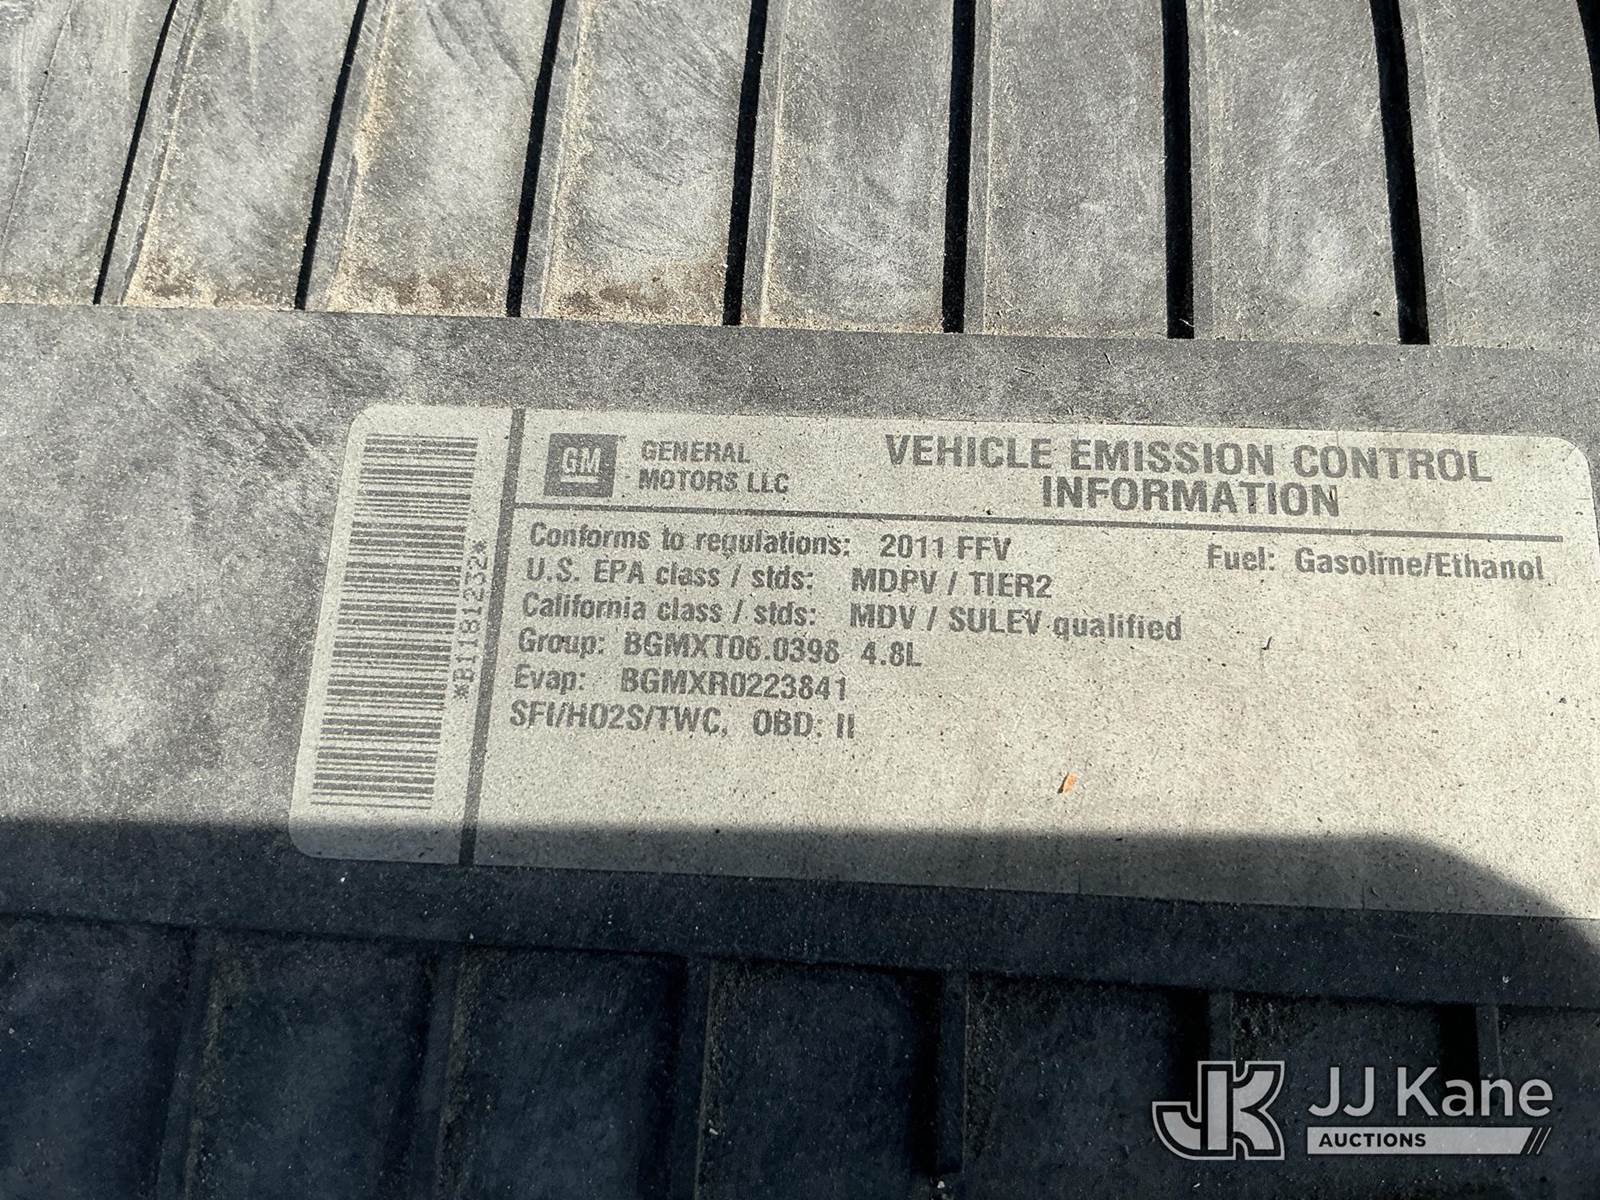 GM GENERAL MOTORS LLC
VEHICLE EMISSION CONTROL
INFORMATION
Conforms to regulations: 2011 FFV
Fuel: Gasoline/Ethanol
U.S. EPA class / stds: MDPV / TIER2
California class / stds: MDV / SULEV qualified
Group: BGMXT06.0398 4.8L
Evap: BGMXR0223841
SFI/HO2S/TWC, OBD: II
*B1181232*
JK JJ Kane
AUCTIONS